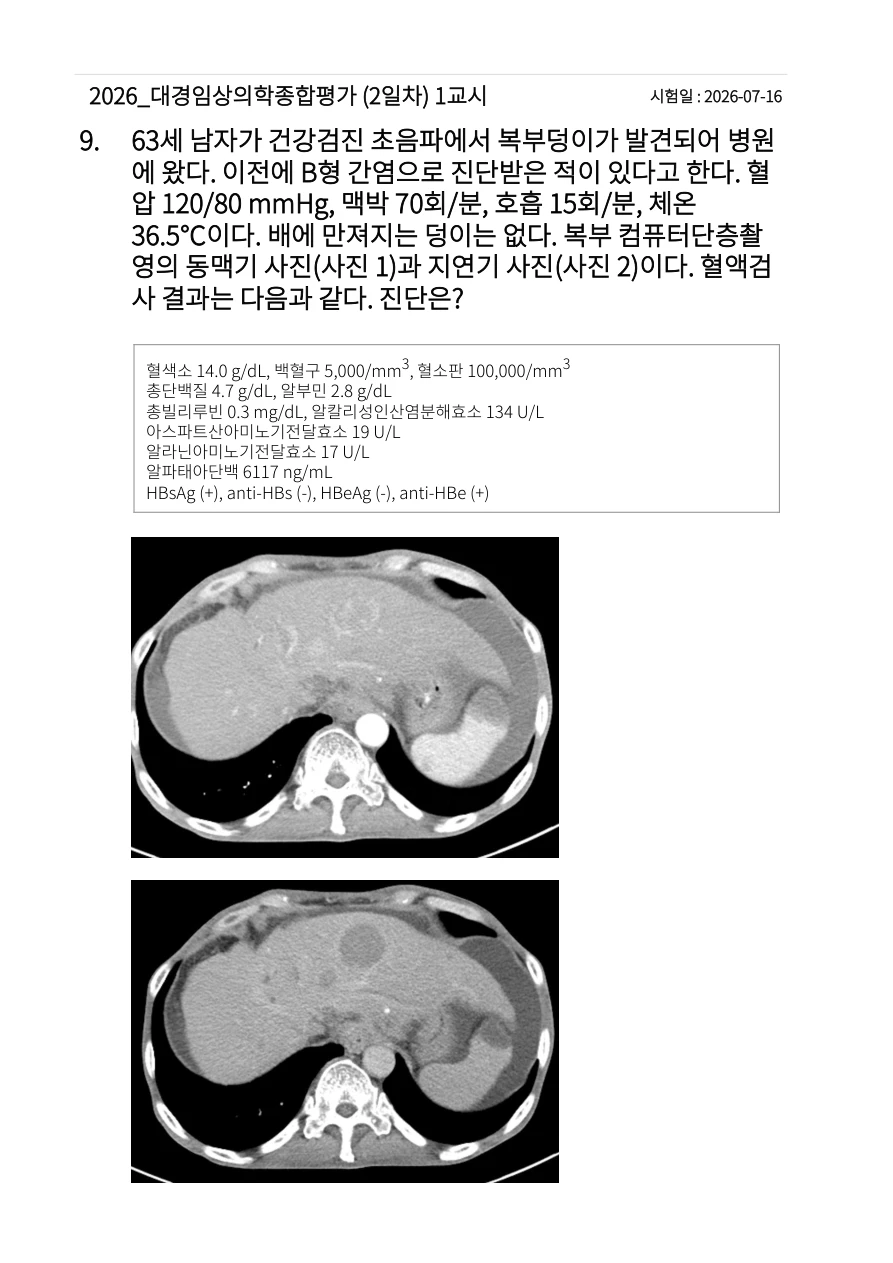 2026_대경임상의학종합평가 (2일차) 1교시
시험일 : 2026-07-16
9. 63세 남자가 건강검진 초음파에서 복부덩이가 발견되어 병원
에 왔다. 이전에 B형 간염으로 진단받은 적이 있다고 한다. 혈
압 120/80 mmHg, 맥박 70회/분, 호흡 15회/분, 체온
36.5℃이다. 배에 만져지는 덩이는 없다. 복부 컴퓨터단층촬
영의 동맥기 사진(사진 1)과 지연기 사진(사진 2)이다. 혈액검
사 결과는 다음과 같다. 진단은?
혈색소 14.0 g/dL, 백혈구 5,000/mm³, 혈소판 100,000/mm³
총단백질 4.7 g/dL, 알부민 2.8 g/dL
총빌리루빈 0.3 mg/dL, 알칼리성인산염분해효소 134 U/L
아스파트산아미노기전달효소 19 U/L
알라닌아미노기전달효소 17 U/L
알파태아단백 6117 ng/mL
HBsAg (+), anti-HBs (-), HBeAg (-), anti-HBe (+)